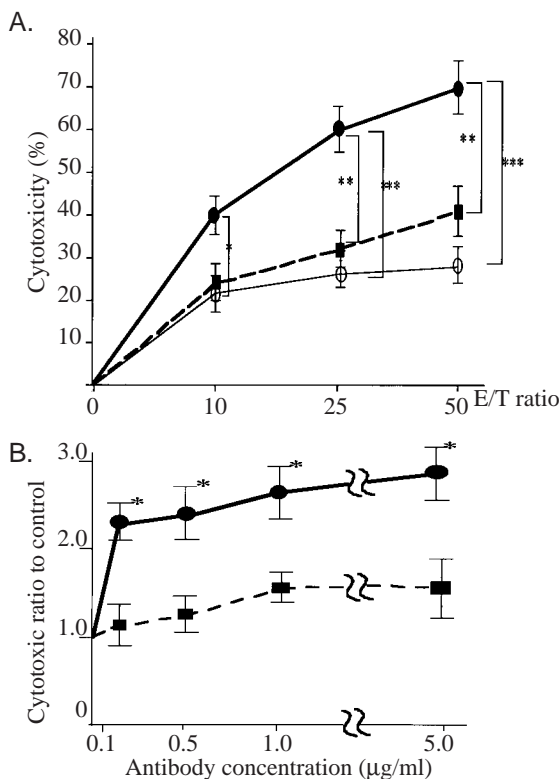 A.
80
70
60
50
40
30
20
10
0 10 25 50 E/T ratio
Cytotoxicity (%)
*
**
***
**
***
B.
3.0
2.0
1.0
0
Cytotoxic ratio to control
* * * *
0.1 0.5 1.0 5.0
Antibody concentration (μg/ml)